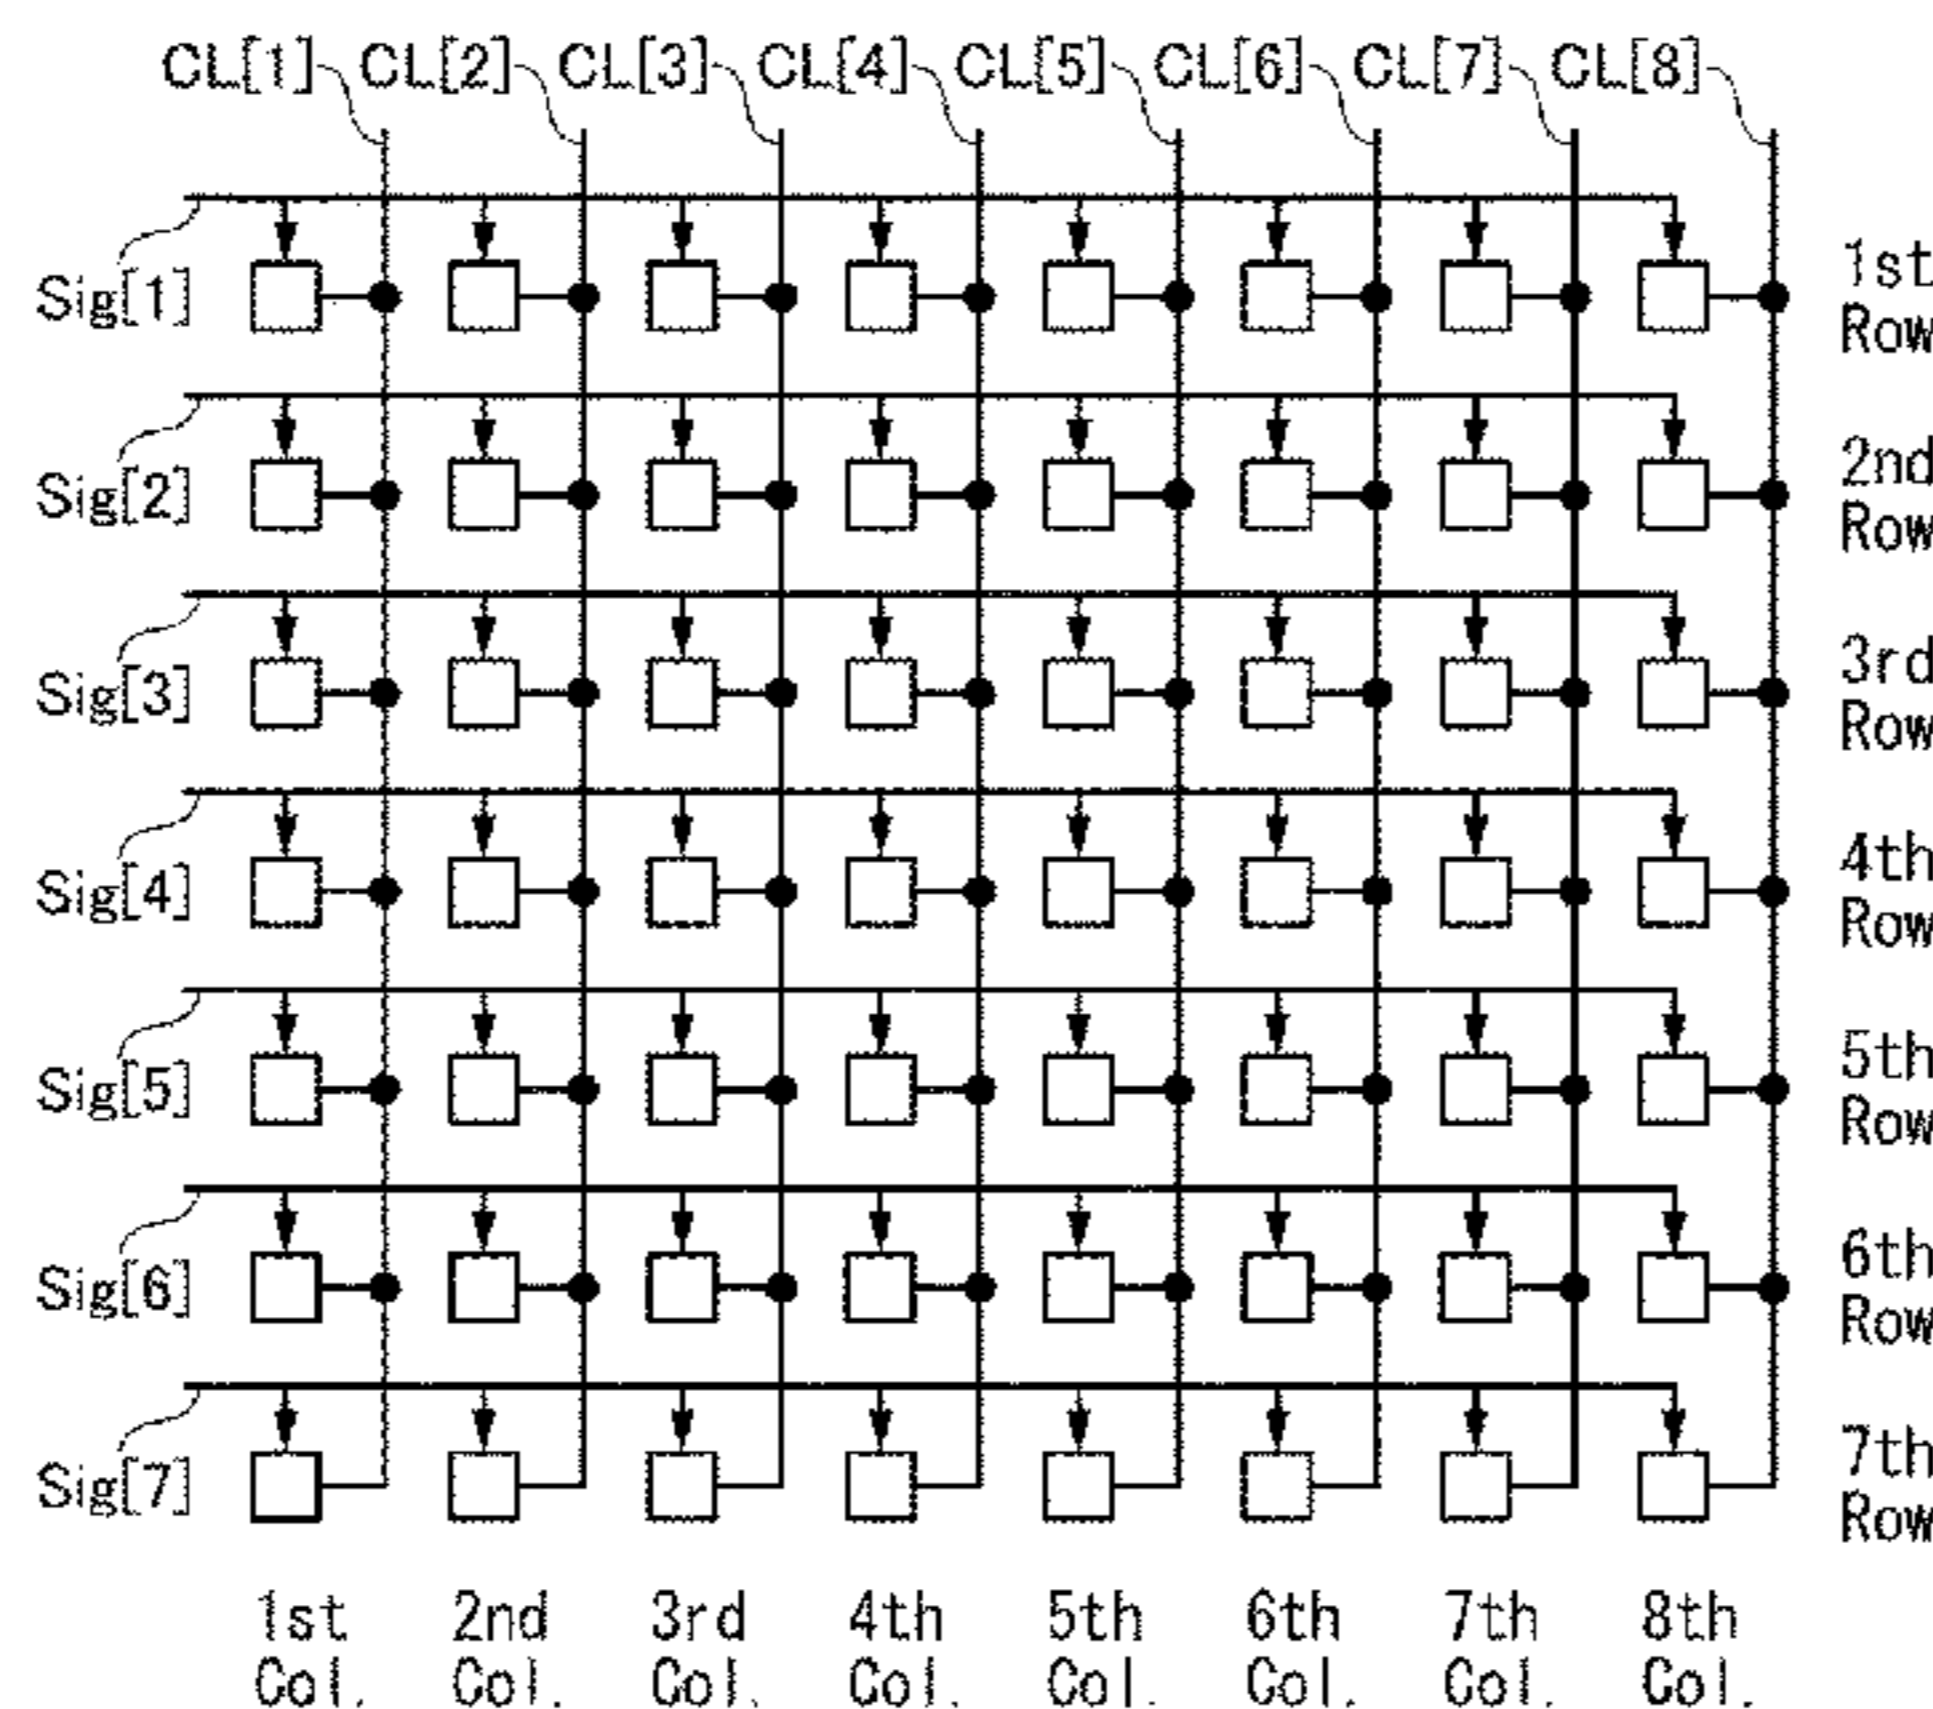 CL[1] CL[2] CL[3] CL[4] CL[5] CL[6] CL[7] CL[8]
Sig[1]
1st
Row
Sig[2]
2nd
Row
Sig[3]
3rd
Row
Sig[4]
4th
Row
Sig[5]
5th
Row
Sig[6]
6th
Row
Sig[7]
7th
Row
1st 2nd 3rd 4th 5th 6th 7th 8th
Col. Col. Col. Col. Col. Col. Col. Col.